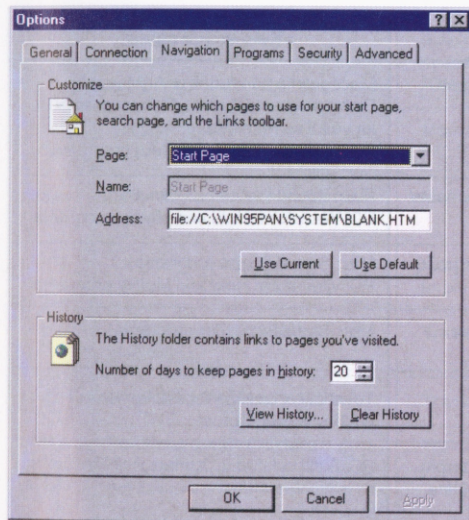 Options
General Connection Navigation Programs Security Advanced
Customize
You can change which pages to use for your start page,
search page, and the Links toolbar.
Page: Start Page
Name: Start Page
Address: file://C:\WIN95PAN\SYSTEM\BLANK.HTM
Use Current Use Default
History
The History folder contains links to pages you've visited.
Number of days to keep pages in history: 20
View History... Clear History
OK Cancel Apply